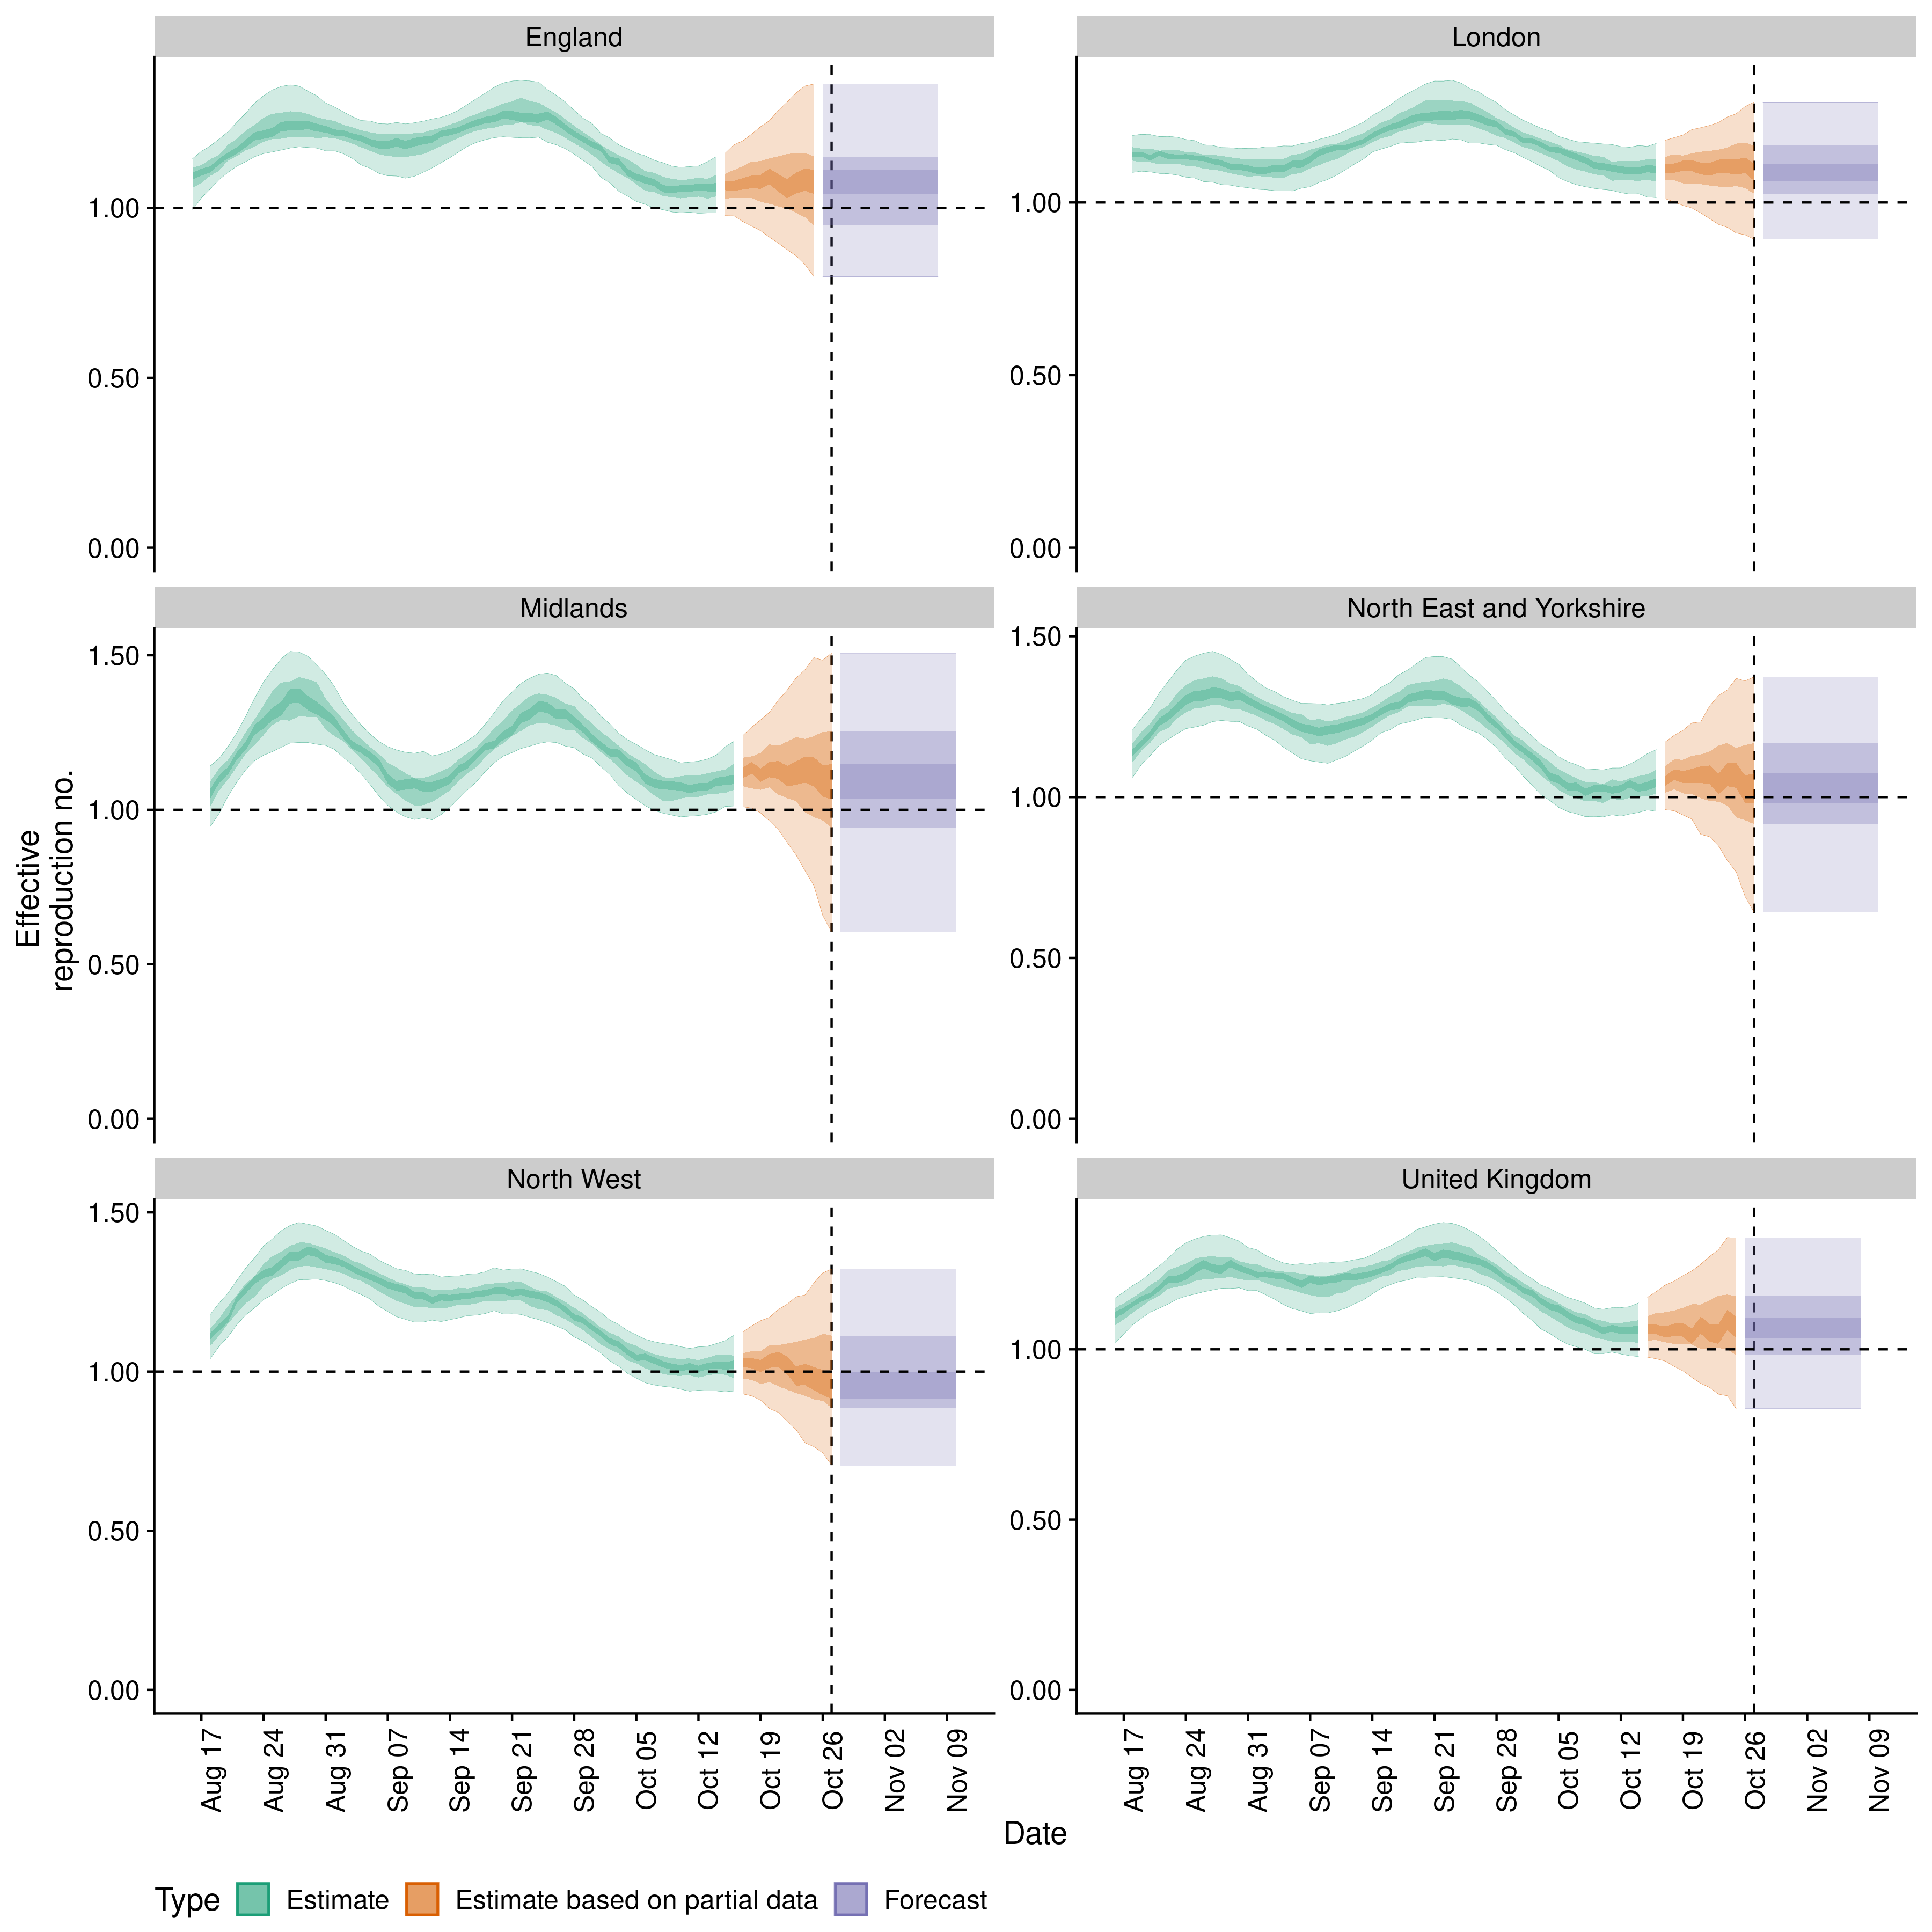 England
London
1.00
0.50
0.00
1.00
0.50
0.00
Midlands
North East and Yorkshire
1.50
1.00
0.50
0.00
1.50
1.00
0.50
0.00
North West
United Kingdom
1.50
1.00
0.50
0.00
1.00
0.50
0.00
Effective
reproduction no.
Aug 17
Aug 24
Aug 31
Sep 07
Sep 14
Sep 21
Sep 28
Oct 05
Oct 12
Oct 19
Oct 26
Nov 02
Nov 09
Aug 17
Aug 24
Aug 31
Sep 07
Sep 14
Sep 21
Sep 28
Oct 05
Oct 12
Oct 19
Oct 26
Nov 02
Nov 09
Date
Type Estimate Estimate based on partial data Forecast